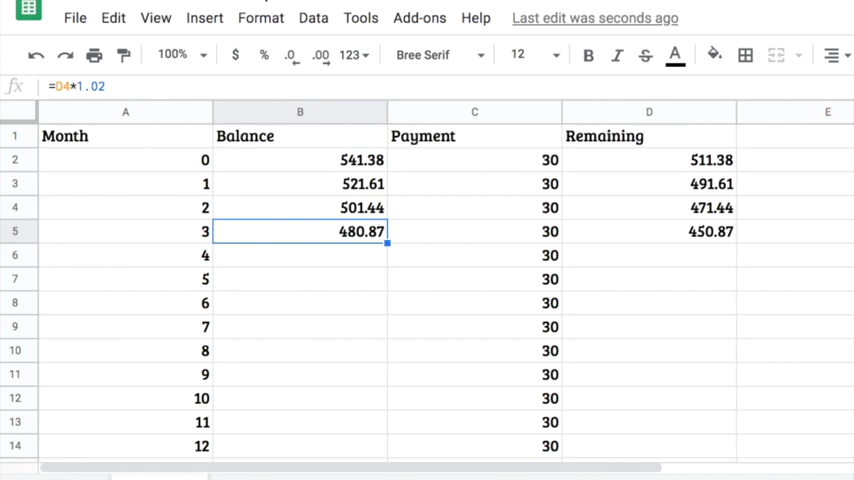 File Edit View Insert Format Data Tools Add-ons Help Last edit was seconds ago
100% $ % .0 .00 123 Bree Serif 12 B I S A
fx =D4*1.02
A B C D E
1 Month Balance Payment Remaining
2 0 541.38 30 511.38
3 1 521.61 30 491.61
4 2 501.44 30 471.44
5 3 480.87 30 450.87
6 4 30
7 5 30
8 6 30
9 7 30
10 8 30
11 9 30
12 10 30
13 11 30
14 12 30